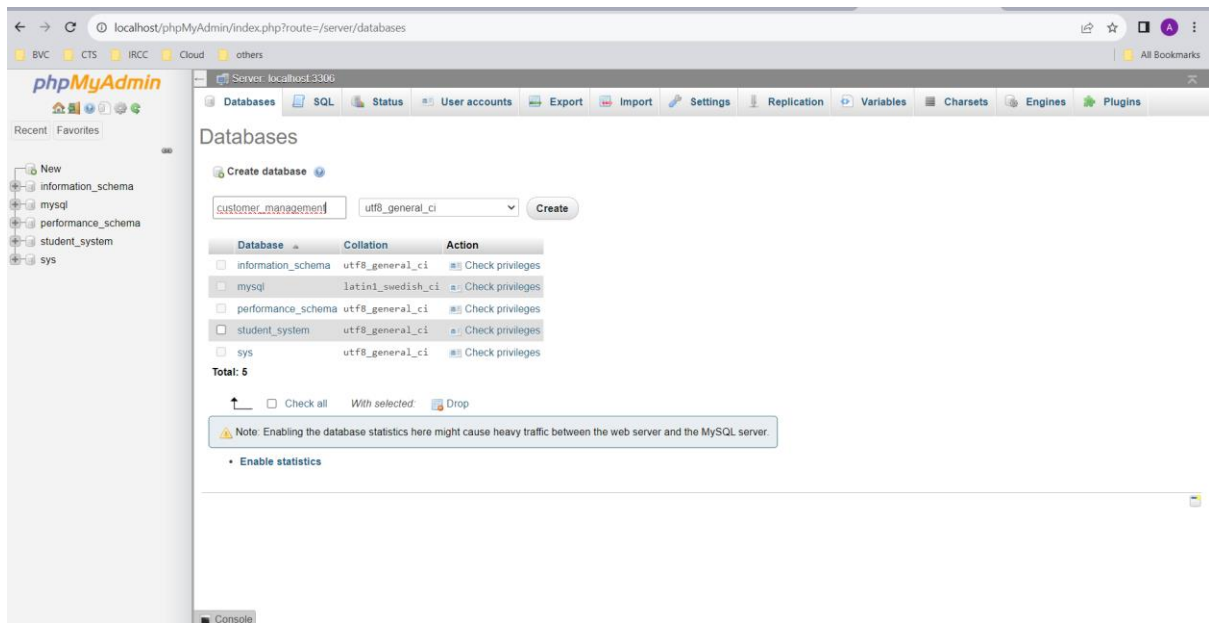 localhost/phpMyAdmin/index.php?route=/server/databases
A
BVC CTS IRCC Cloud others All Bookmarks
phpMyAdmin
Recent Favorites
New
information_schema
mysql
performance_schema
student_system
sys
Server: localhost:3306
Databases SQL Status User accounts Export Import Settings Replication Variables Charsets Engines Plugins
Databases
Create database
customer_management utf8_general_ci Create
Database Collation Action
information_schema utf8_general_ci Check privileges
mysql latin1_swedish_ci Check privileges
performance_schema utf8_general_ci Check privileges
student_system utf8_general_ci Check privileges
sys utf8_general_ci Check privileges
Total: 5
Check all With selected: Drop
Note: Enabling the database statistics here might cause heavy traffic between the web server and the MySQL server.
• Enable statistics
Console